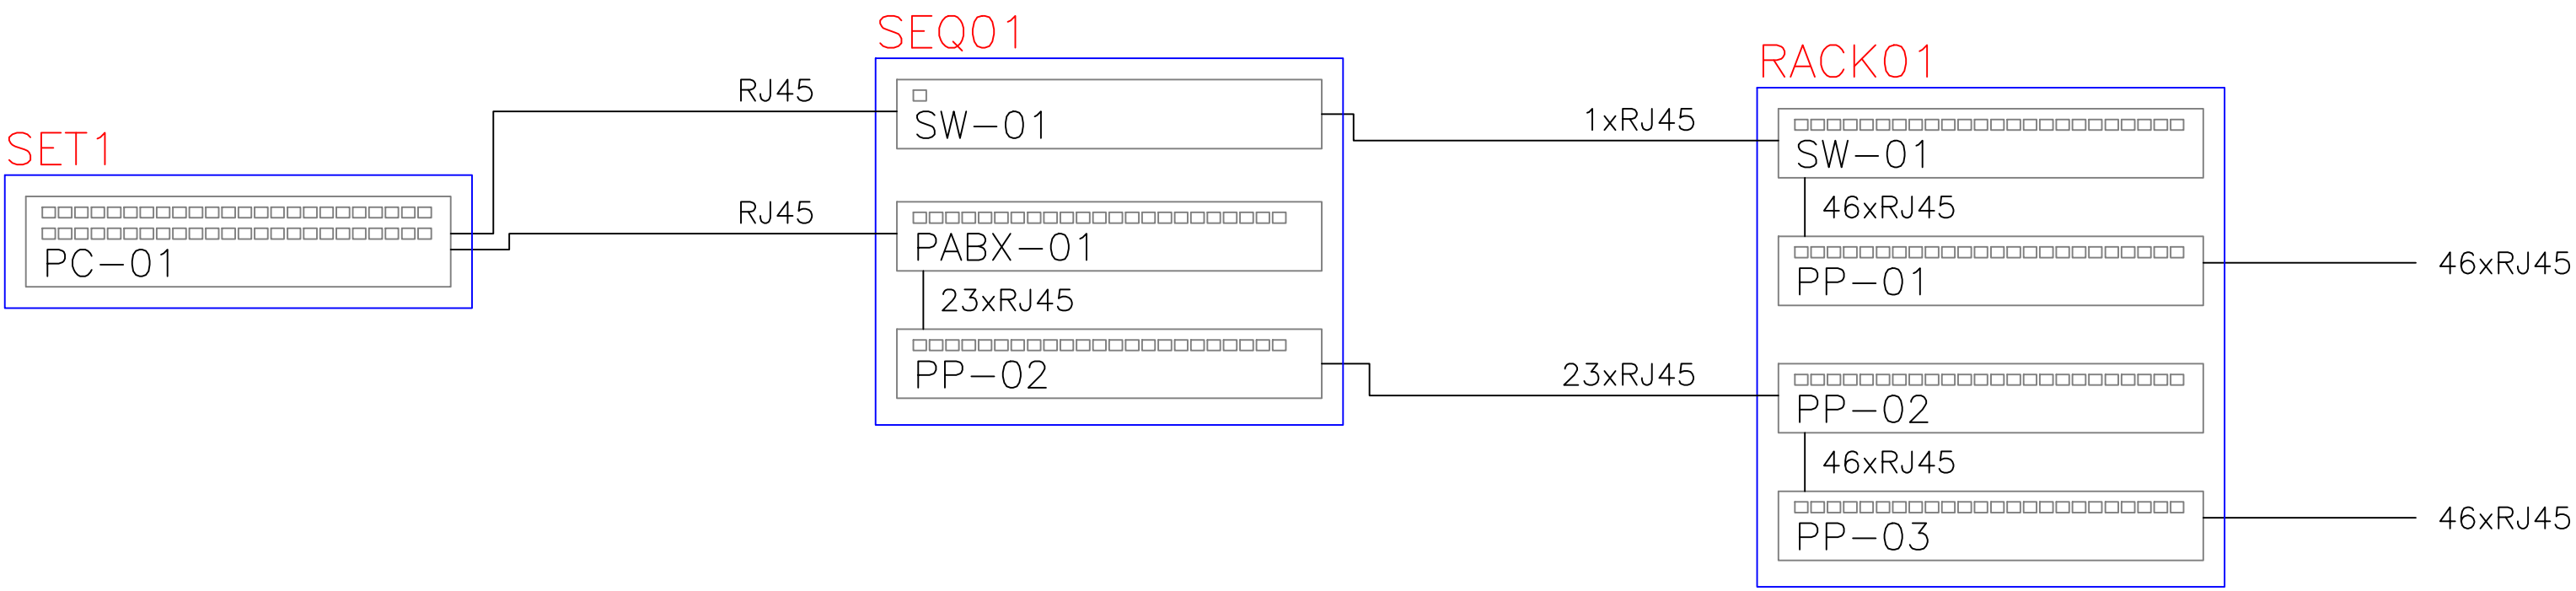 SET1
PC-01
RJ45
RJ45
SEQ01
SW-01
PABX-01
23xRJ45
PP-02
1xRJ45
23xRJ45
RACK01
SW-01
46xRJ45
PP-01
46xRJ45
PP-02
46xRJ45
PP-03
46xRJ45